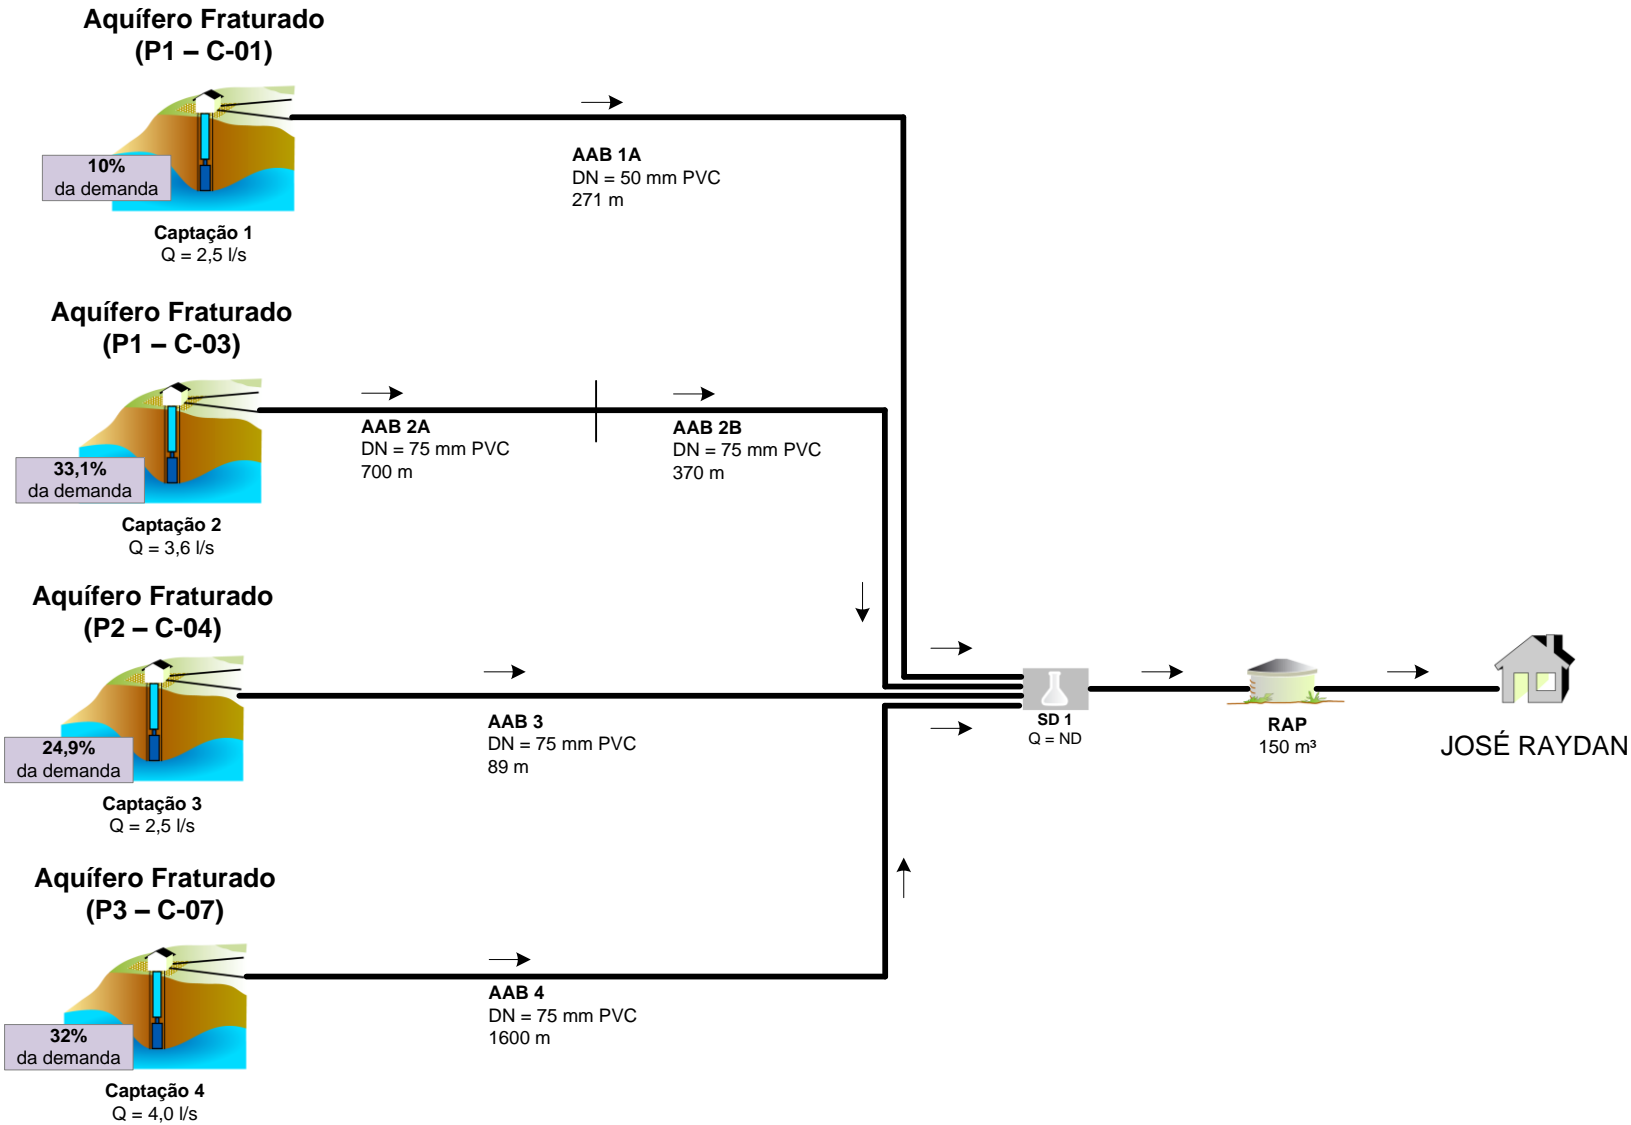 Aquífero Fraturado
(P1 – C-01)
10%
da demanda
Captação 1
Q = 2,5 l/s
AAB 1A
DN = 50 mm PVC
271 m
Aquífero Fraturado
(P1 – C-03)
33,1%
da demanda
Captação 2
Q = 3,6 l/s
AAB 2A
DN = 75 mm PVC
700 m
AAB 2B
DN = 75 mm PVC
370 m
Aquífero Fraturado
(P2 – C-04)
24,9%
da demanda
Captação 3
Q = 2,5 l/s
AAB 3
DN = 75 mm PVC
89 m
SD 1
Q = ND
RAP
150 m³
JOSÉ RAYDAN
Aquífero Fraturado
(P3 – C-07)
32%
da demanda
Captação 4
Q = 4,0 l/s
AAB 4
DN = 75 mm PVC
1600 m